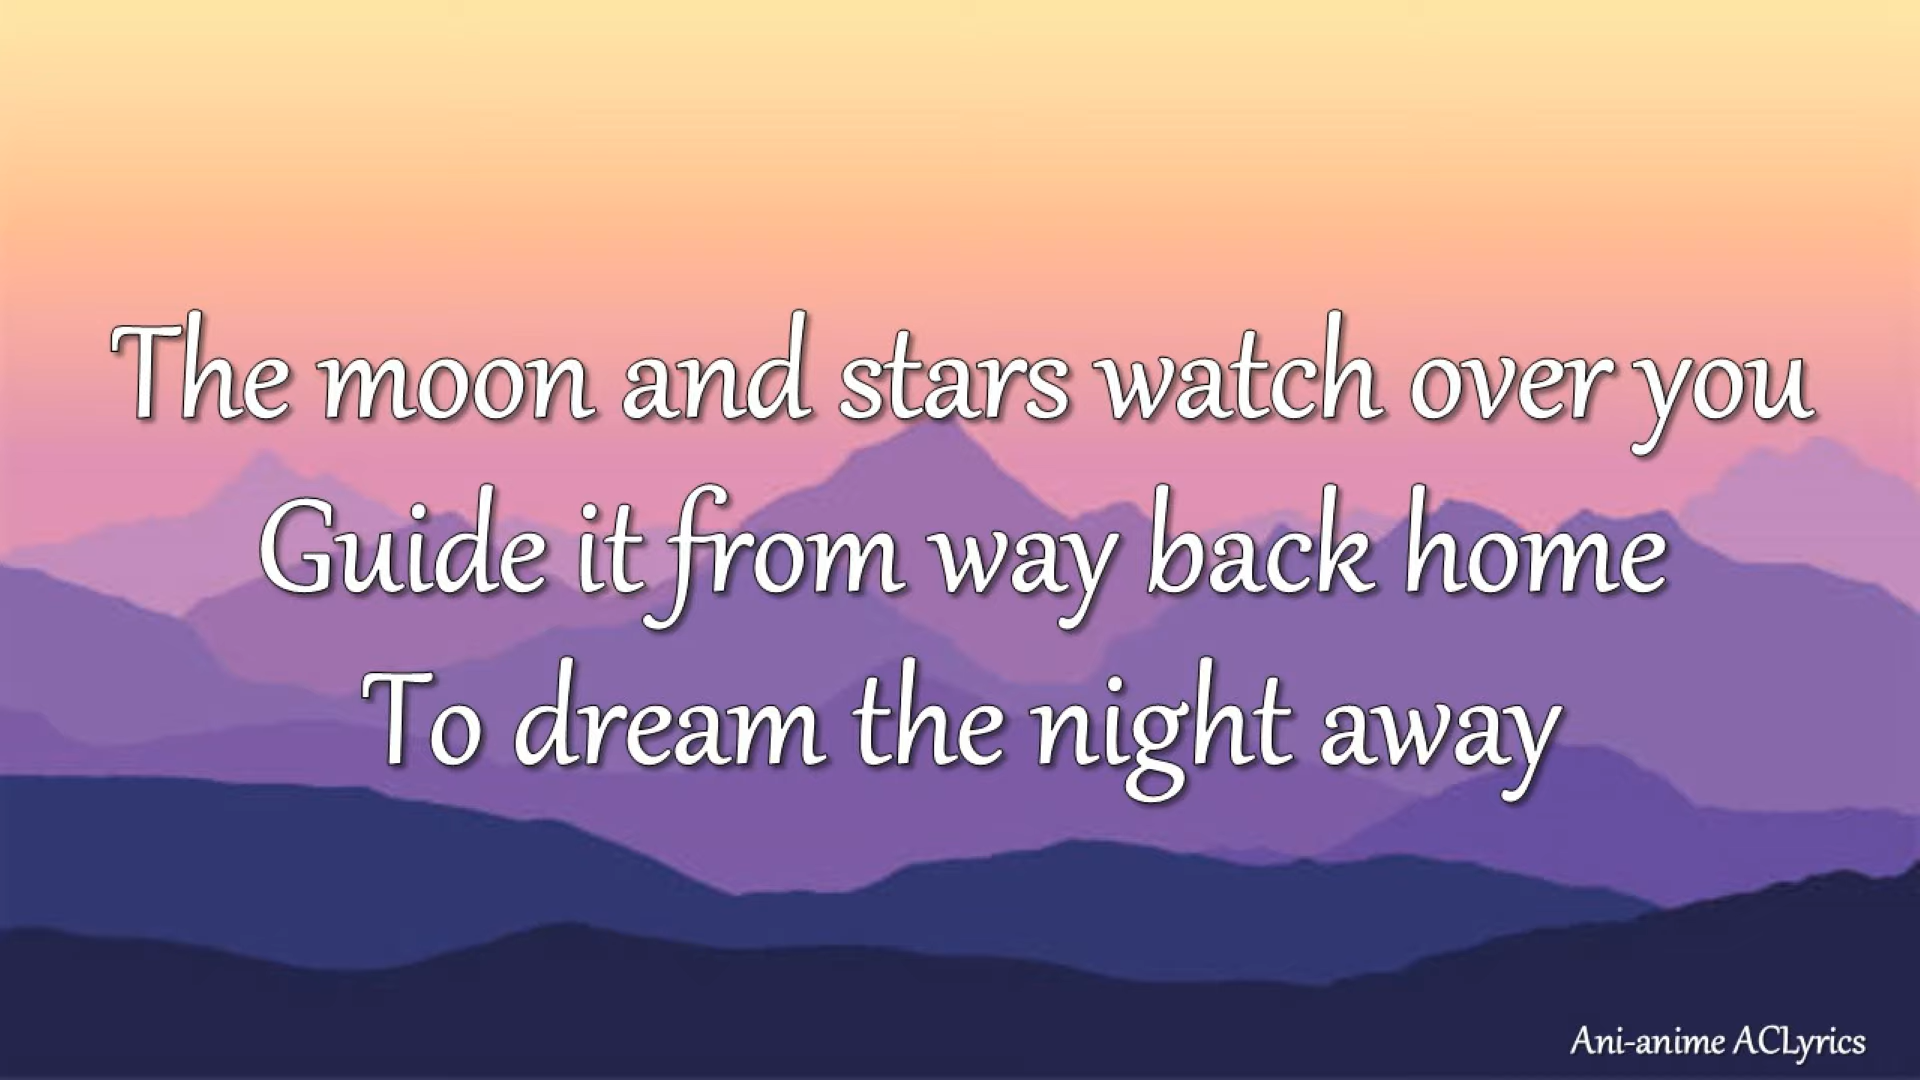 The moon and stars watch over you
Guide it from way back home
To dream the night away
Ani-anime ACLyrics